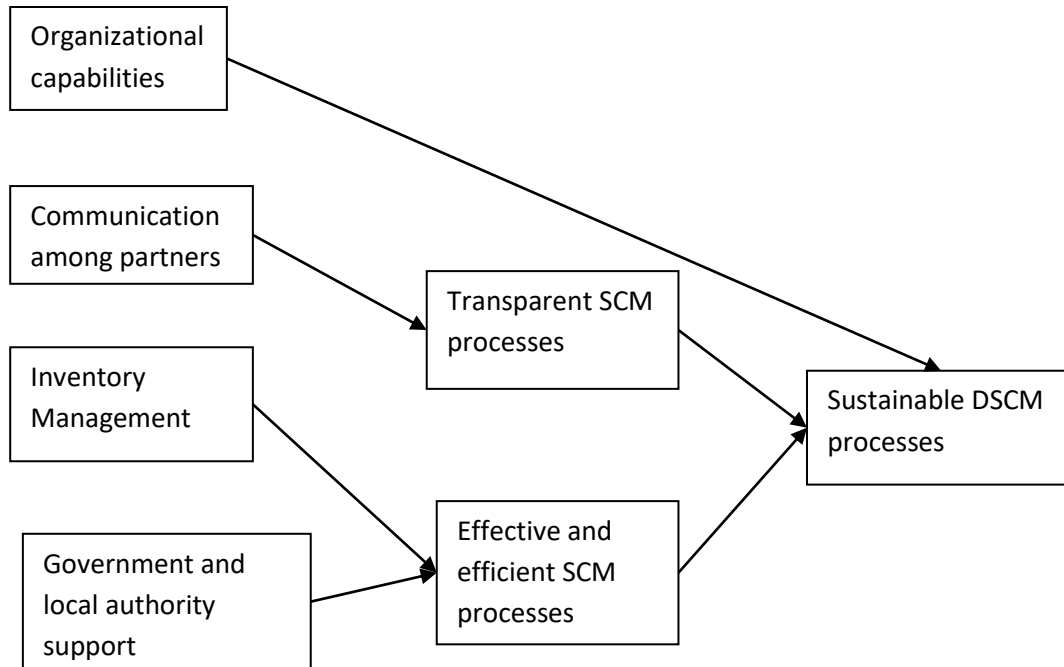 Organizational
capabilities
Communication
among partners
Transparent SCM
processes
Inventory
Management
Sustainable DSCM
processes
Effective and
efficient SCM
processes
Government and
local authority
support